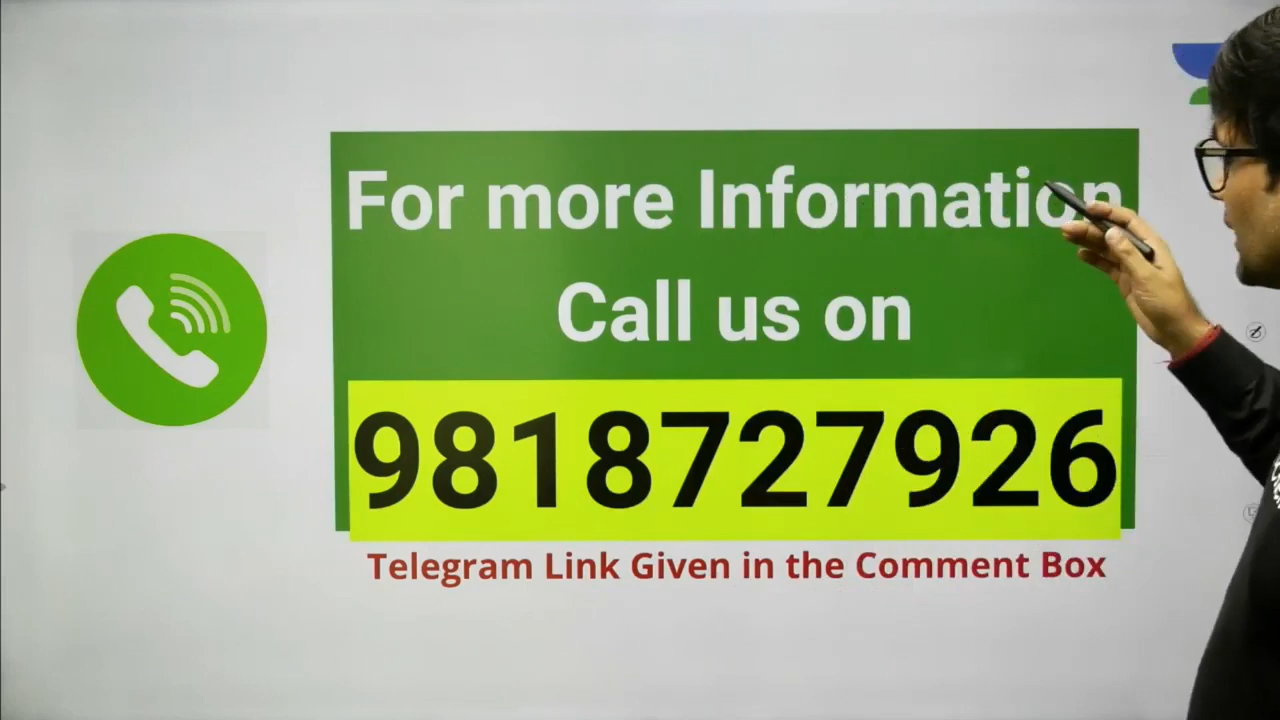 For more Information
Call us on
9818727926
Telegram Link Given in the Comment Box